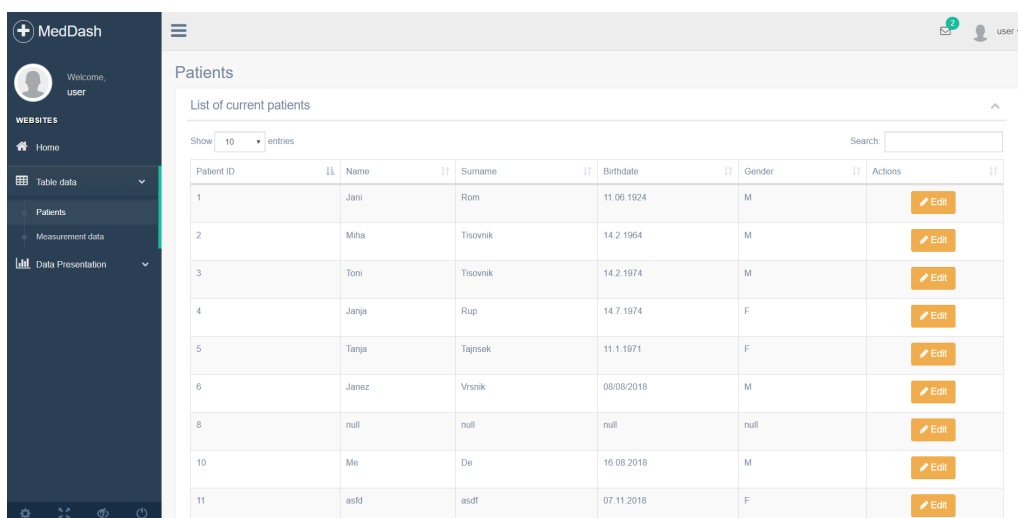 MedDash
2
user
Welcome,
user
WEBSITES
Home
Table data
Patients
Measurement data
Data Presentation
Patients
List of current patients
Show 10 entries Search:
Patient ID Name Surname Birthdate Gender Actions
1 Jani Rom 11.06.1924 M Edit
2 Miha Tisovnik 14.2.1964 M Edit
3 Toni Tisovnik 14.2.1974 M Edit
4 Janja Rup 14.7.1974 F Edit
5 Tanja Tajnsek 11.1.1971 F Edit
6 Janez Vrsnik 08/08/2018 M Edit
8 null null null null Edit
10 Me De 16.08.2018 M Edit
11 asfd asdf 07.11.2018 F Edit